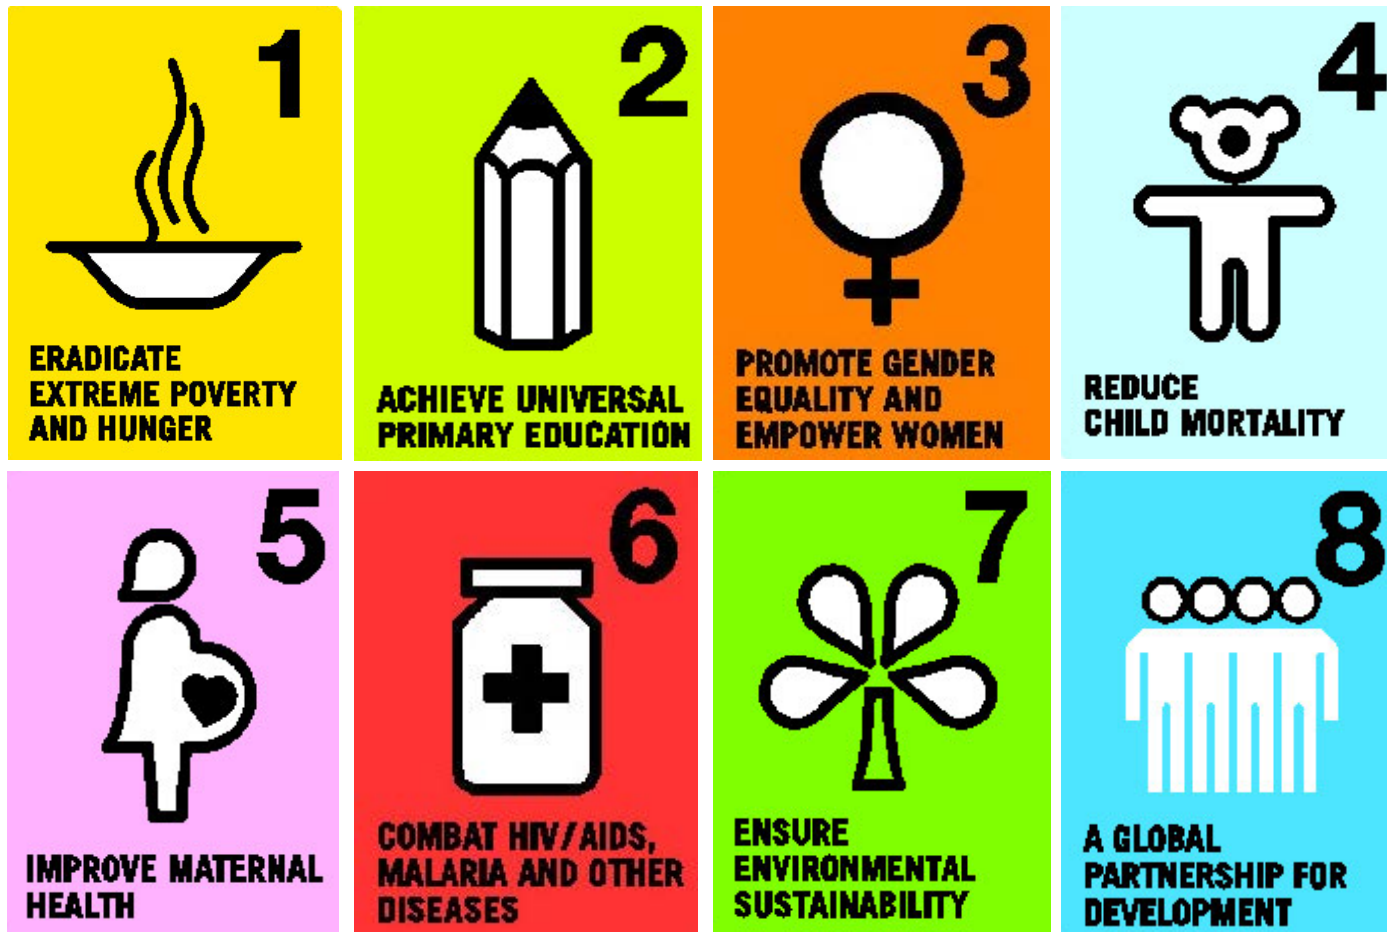 1
ERADICATE
EXTREME POVERTY
AND HUNGER
2
ACHIEVE UNIVERSAL
PRIMARY EDUCATION
3
PROMOTE GENDER
EQUALITY AND
EMPOWER WOMEN
4
REDUCE
CHILD MORTALITY
5
IMPROVE MATERNAL
HEALTH
6
COMBAT HIV/AIDS,
MALARIA AND OTHER
DISEASES
7
ENSURE
ENVIRONMENTAL
SUSTAINABILITY
8
A GLOBAL
PARTNERSHIP FOR
DEVELOPMENT